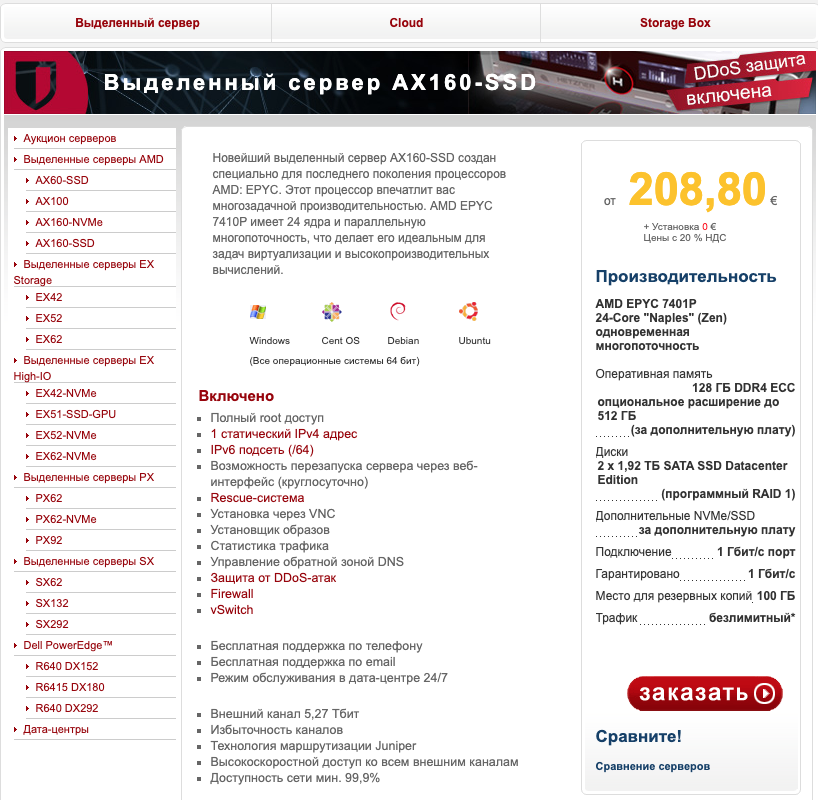 Выделенный сервер
Cloud
Storage Box
Выделенный сервер AX160-SSD
DDoS защита
включена
Аукцион серверов
Выделенные серверы AMD
AX60-SSD
AX100
AX160-NVMe
AX160-SSD
Выделенные серверы EX
Storage
EX42
EX52
EX62
Выделенные серверы EX
High-IO
EX42-NVMe
EX51-SSD-GPU
EX52-NVMe
EX62-NVMe
Выделенные серверы PX
PX62
PX62-NVMe
PX92
Выделенные серверы SX
SX62
SX132
SX292
Dell PowerEdge™
R640 DX152
R6415 DX180
R640 DX292
Дата-центры
Новейший выделенный сервер AX160-SSD создан
специально для последнего поколения процессоров
AMD: EPYC. Этот процессор впечатлит вас
многозадачной производительностью. AMD EPYC
7410P имеет 24 ядра и параллельную
многопоточность, что делает его идеальным для
задач виртуализации и высокопроизводительных
вычислений.
Windows
Cent OS
Debian
Ubuntu
(Все операционные системы 64 бит)
Включено
Полный root доступ
1 статический IPv4 адрес
IPv6 подсеть (/64)
Возможность перезапуска сервера через веб-
интерфейс (круглосуточно)
Rescue-система
Установка через VNC
Установщик образов
Статистика трафика
Управление обратной зоной DNS
Защита от DDoS-атак
Firewall
vSwitch
Бесплатная поддержка по телефону
Бесплатная поддержка по email
Режим обслуживания в дата-центре 24/7
Внешний канал 5,27 Тбит
Избыточность каналов
Технология маршрутизации Juniper
Высокоскоростной доступ ко всем внешним каналам
Доступность сети мин. 99,9%
от 208,80 €
+ Установка 0 €
Цены с 20 % НДС
Производительность
AMD EPYC 7401P
24-Core "Naples" (Zen)
одновременная
многопоточность
Оперативная память
128 ГБ DDR4 ECC
опциональное расширение до
512 ГБ
(за дополнительную плату)
Диски
2 x 1,92 ТБ SATA SSD Datacenter
Edition
(программный RAID 1)
Дополнительные NVMe/SSD
за дополнительную плату
Подключение 1 Гбит/с порт
Гарантировано 1 Гбит/с
Место для резервных копий 100 ГБ
Трафик безлимитный*
заказать
Сравните!
Сравнение серверов